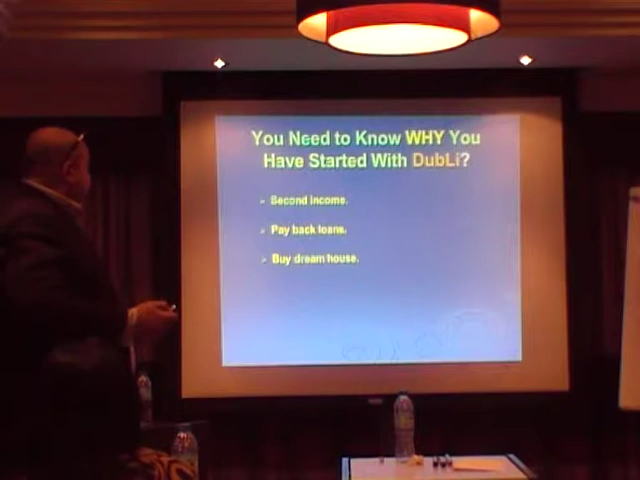 You Need to Know WHY You
Have Started With DubLi?
Second income.
Pay back loans.
Buy dream house.